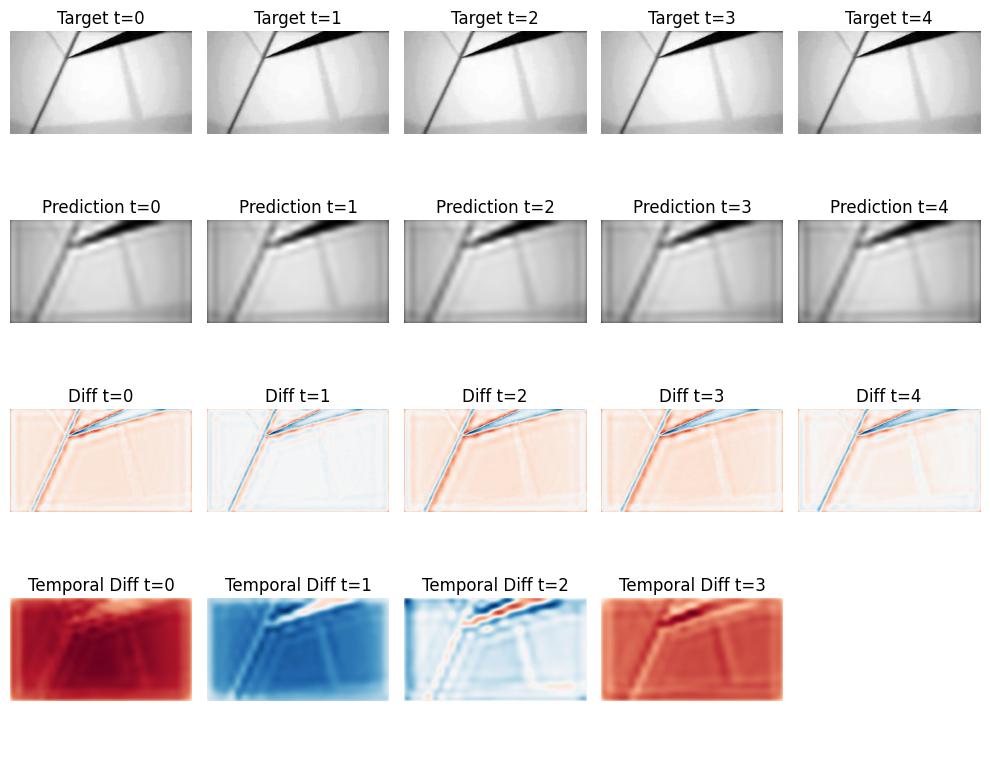 Target t=0
Target t=1
Target t=2
Target t=3
Target t=4
Prediction t=0
Prediction t=1
Prediction t=2
Prediction t=3
Prediction t=4
Diff t=0
Diff t=1
Diff t=2
Diff t=3
Diff t=4
Temporal Diff t=0
Temporal Diff t=1
Temporal Diff t=2
Temporal Diff t=3